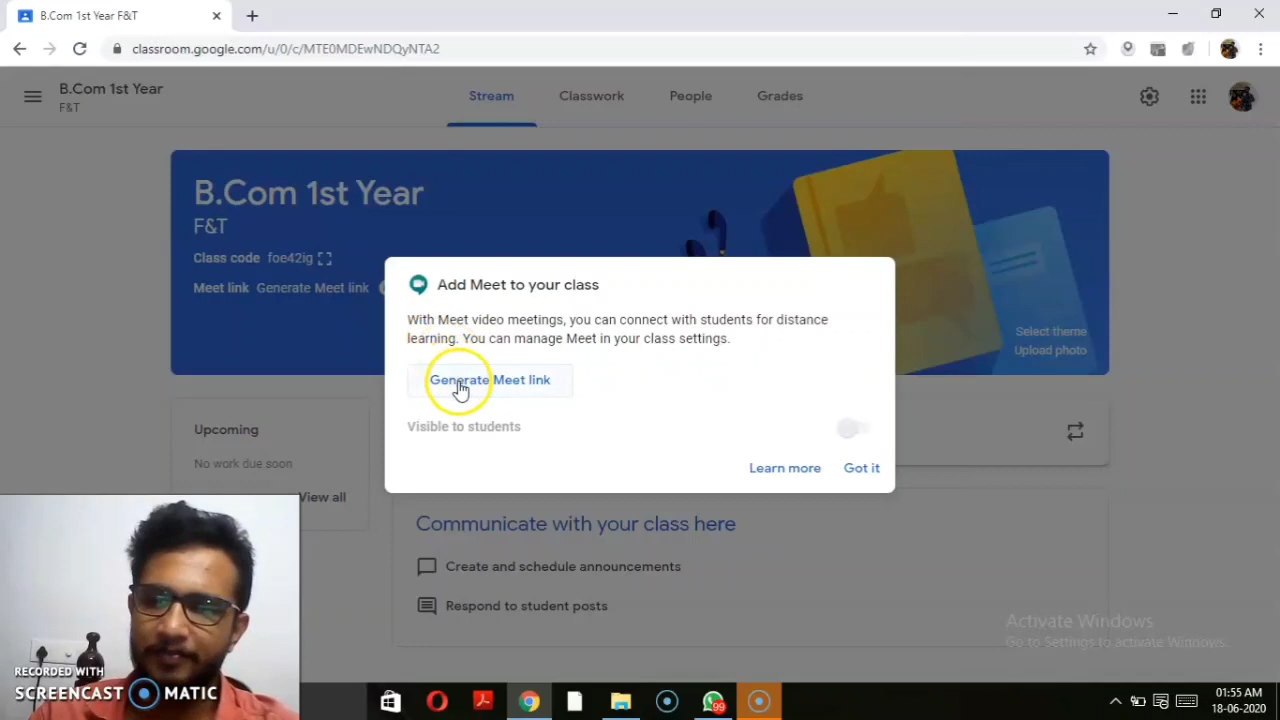 B.Com 1st Year F&T
classroom.google.com/u/0/c/MTE0MDEwNDQyNTA2
B.Com 1st Year
F&T
Stream
Classwork
People
Grades
B.Com 1st Year
F&T
Class code foe42ig
Meet link Generate Meet link
Select theme
Upload photo
Add Meet to your class
With Meet video meetings, you can connect with students for distance
learning. You can manage Meet in your class settings.
Generate Meet link
Visible to students
Learn more
Got it
Upcoming
No work due soon
View all
Communicate with your class here
Create and schedule announcements
Respond to student posts
Activate Windows
Go to Settings to activate Windows.
RECORDED WITH
SCREENCAST MATIC
99
01:55 AM
18-06-2020